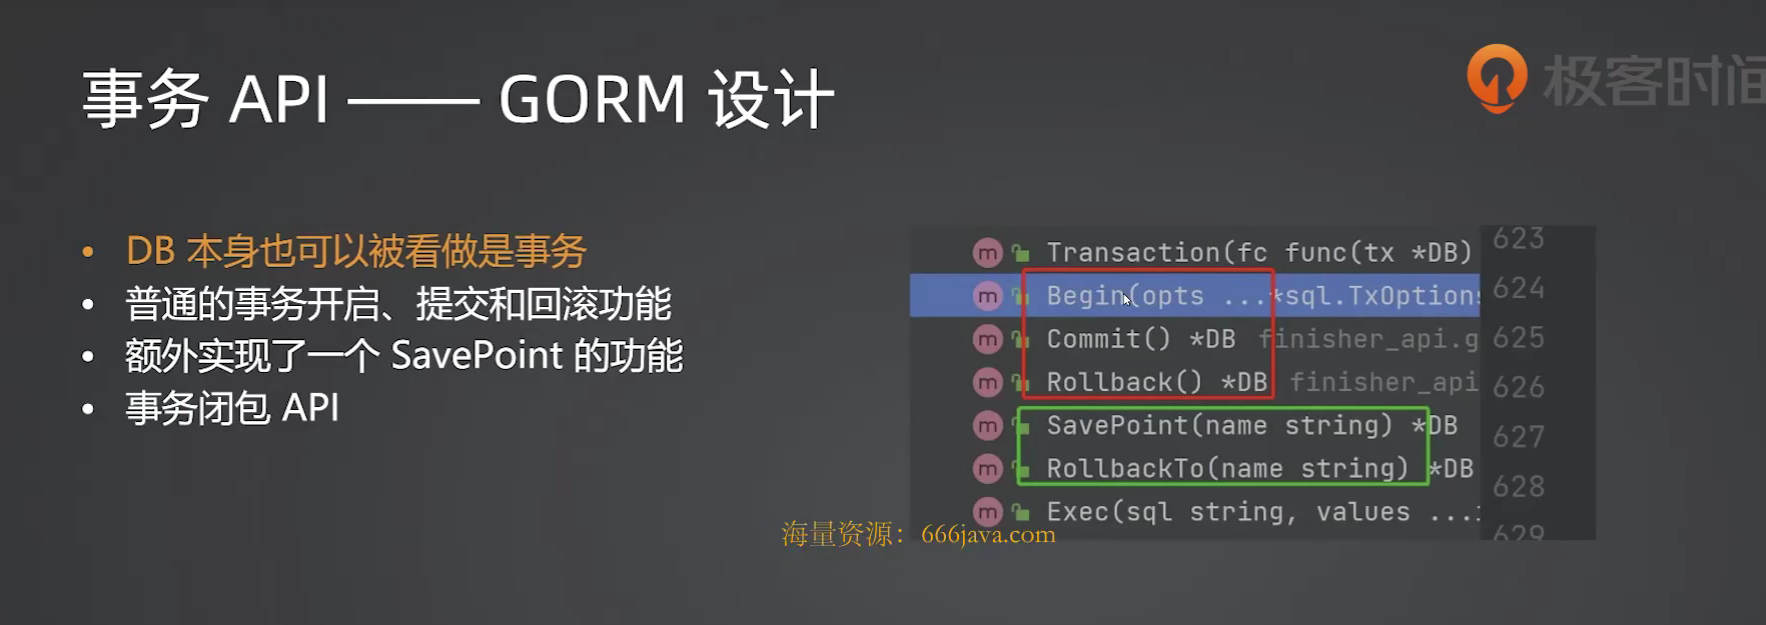 事务 API —— GORM 设计
极客时间
• DB 本身也可以被看做是事务
• 普通的事务开启、提交和回滚功能
• 额外实现了一个 SavePoint 的功能
• 事务闭包 API
m Transaction(fc func(tx *DB)
m Begin(opts ...*sql.TxOptions
m Commit() *DB finisher_api.g
m Rollback() *DB finisher_api
m SavePoint(name string) *DB
m RollbackTo(name string) *DB
m Exec(sql string, values ...
623
624
625
626
627
628
629
海量资源：666java.com